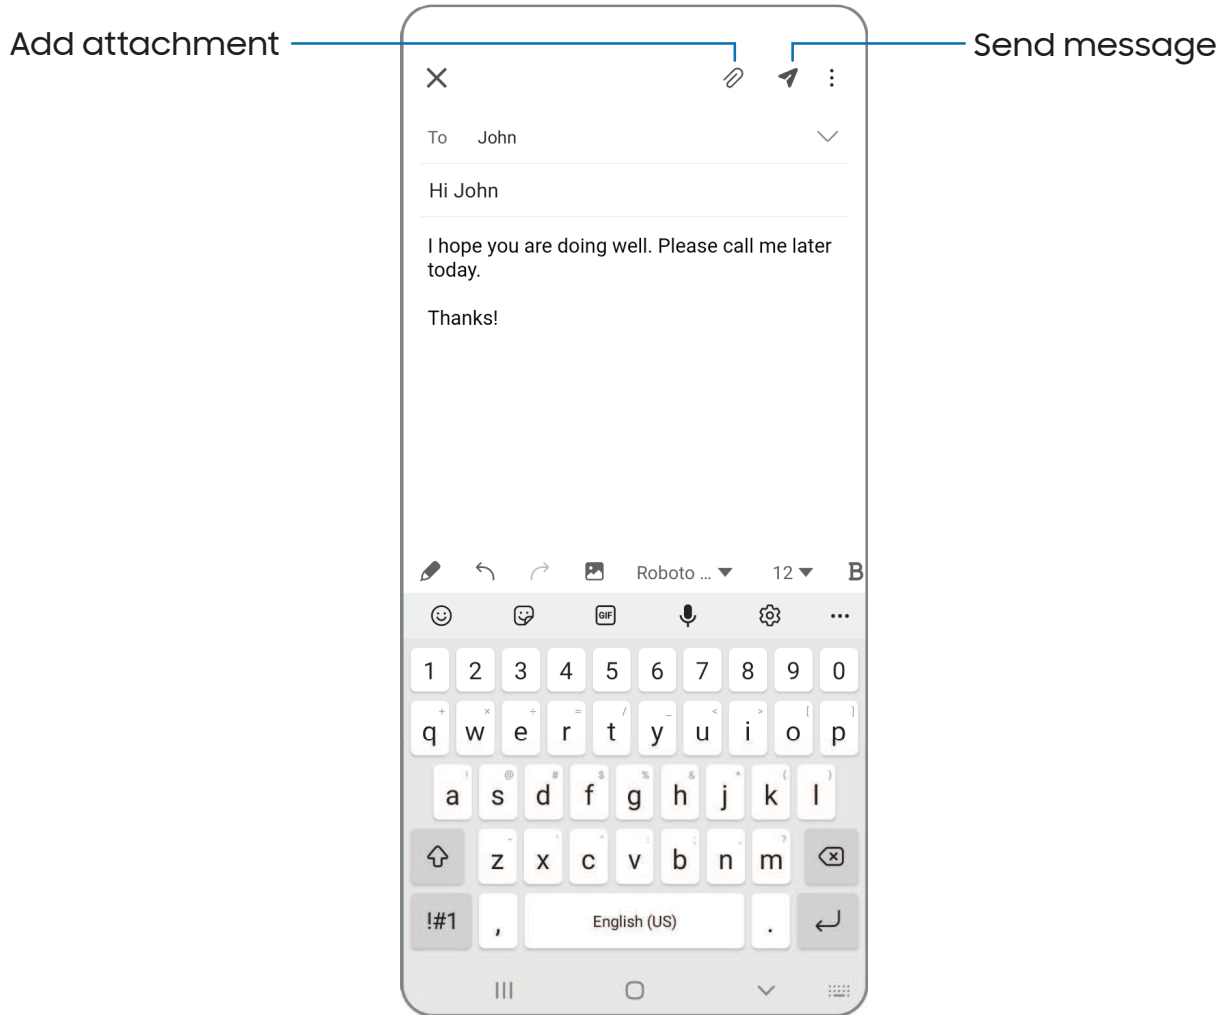 Add attachment
Send message
To John
Hi John
I hope you are doing well. Please call me later
today.
Thanks!
Roboto ... 12 B
GIF
1 2 3 4 5 6 7 8 9 0
+ × ÷ = / _ < > [ ]
q w e r t y u i o p
! @ # $ % & * ( )
a s d f g h j k l
- ' " : ; , ?
z x c v b n m
!#1 , English (US) .